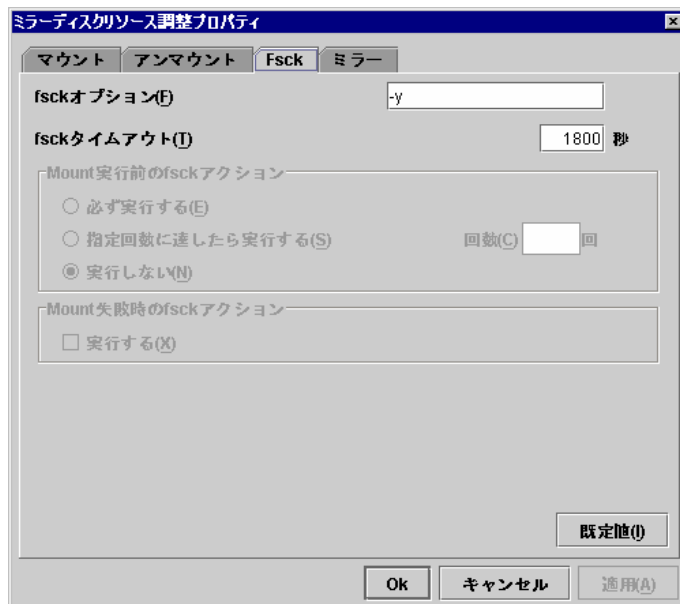 ミラーディスクリソース調整プロパティ
マウント アンマウント Fsck ミラー
fsckオプション(F) -y
fsckタイムアウト(T) 1800 秒
Mount実行前のfsckアクション
必ず実行する(E)
指定回数に達したら実行する(S) 回数(C) 回
実行しない(N)
Mount失敗時のfsckアクション
実行する(X)
既定値(I)
Ok キャンセル 適用(A)